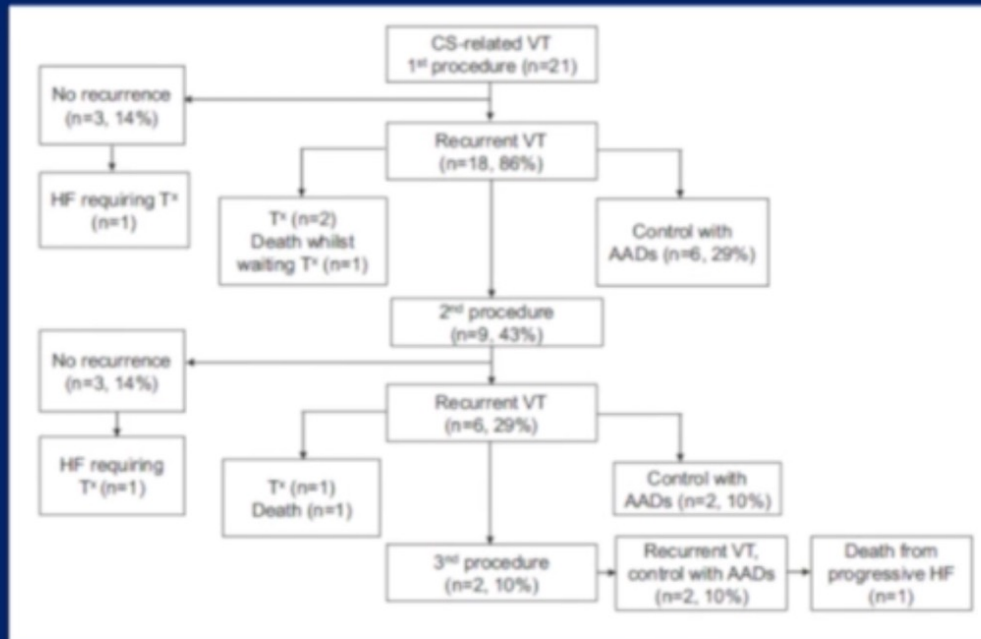 CS-related VT
1st procedure (n=21)
No recurrence
(n=3, 14%)
Recurrent VT
(n=18, 86%)
HF requiring Tx
(n=1)
Tx (n=2)
Death whilst
waiting Tx (n=1)
Control with
AADs (n=6, 29%)
2nd procedure
(n=9, 43%)
No recurrence
(n=3, 14%)
Recurrent VT
(n=6, 29%)
HF requiring
Tx (n=1)
Tx (n=1)
Death (n=1)
Control with
AADs (n=2, 10%)
3nd procedure
(n=2, 10%)
Recurrent VT,
control with AADs
(n=2, 10%)
Death from
progressive HF
(n=1)